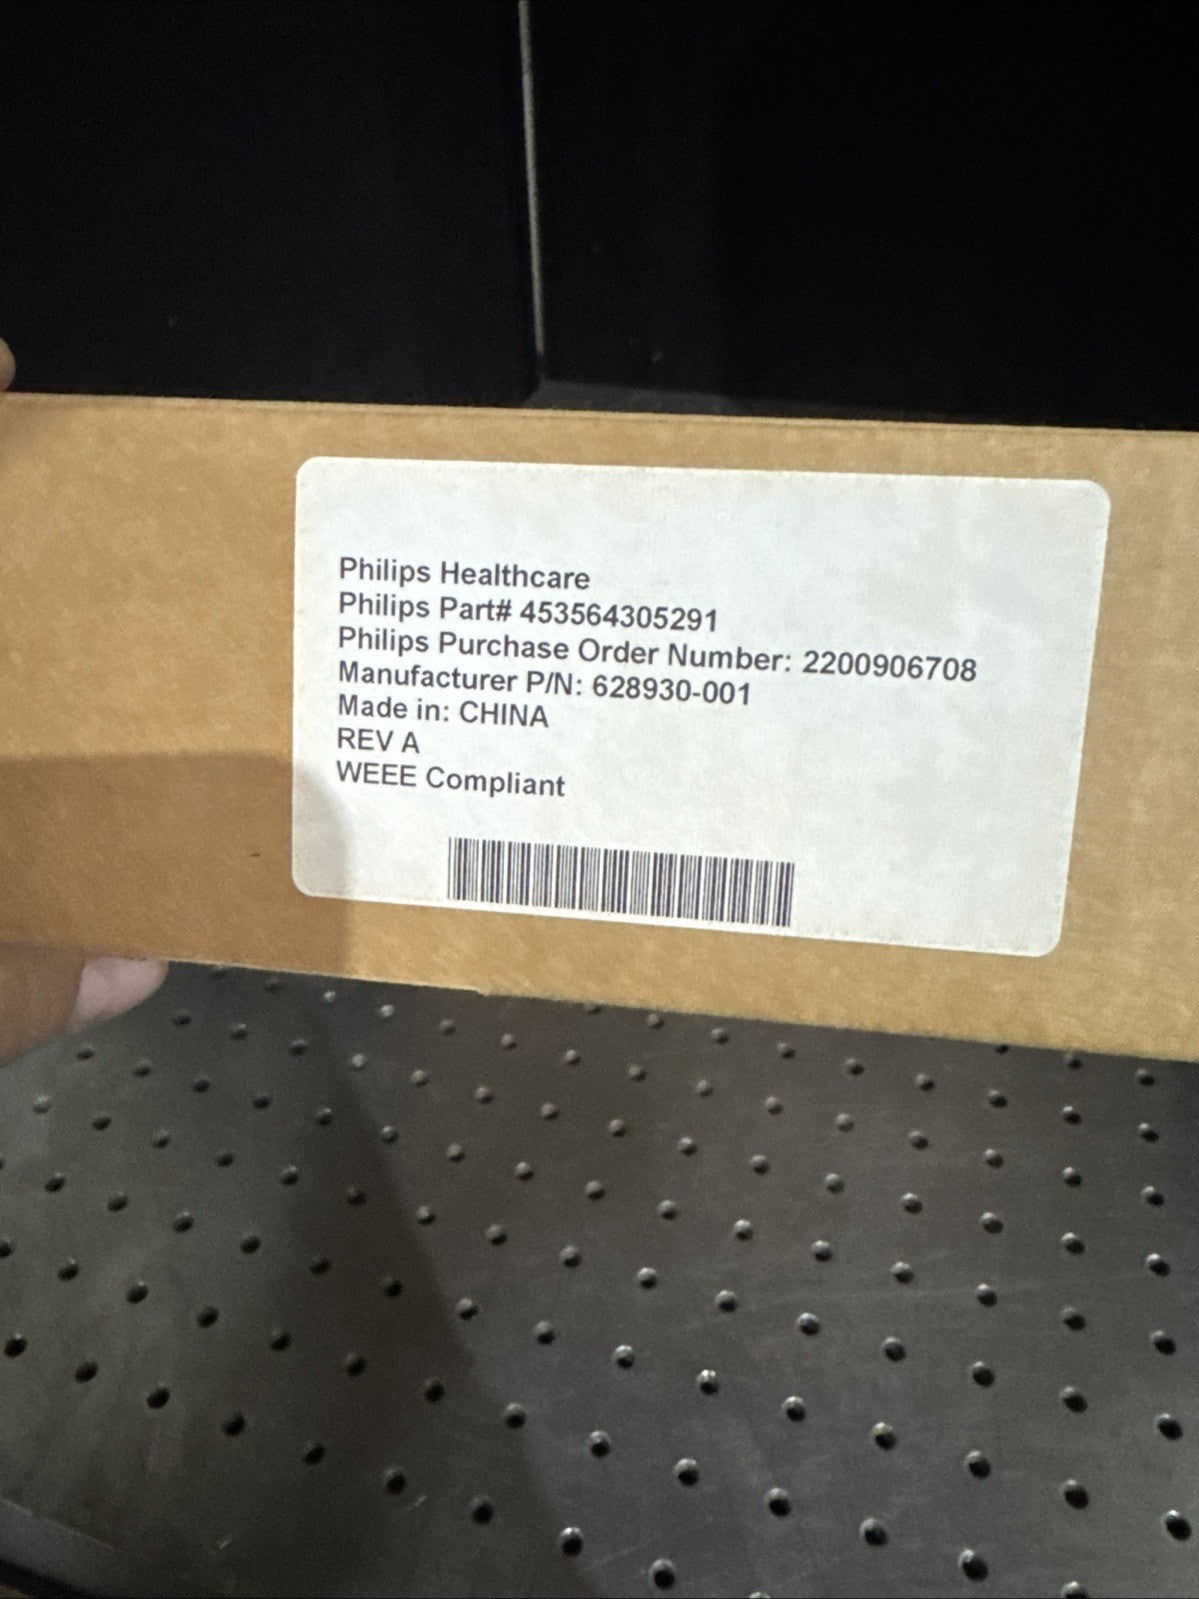 Philips Healthcare
Philips Part# 453564305291
Philips Purchase Order Number: 2200906708
Manufacturer P/N: 628930-001
Made in: CHINA
REV A
WEEE Compliant